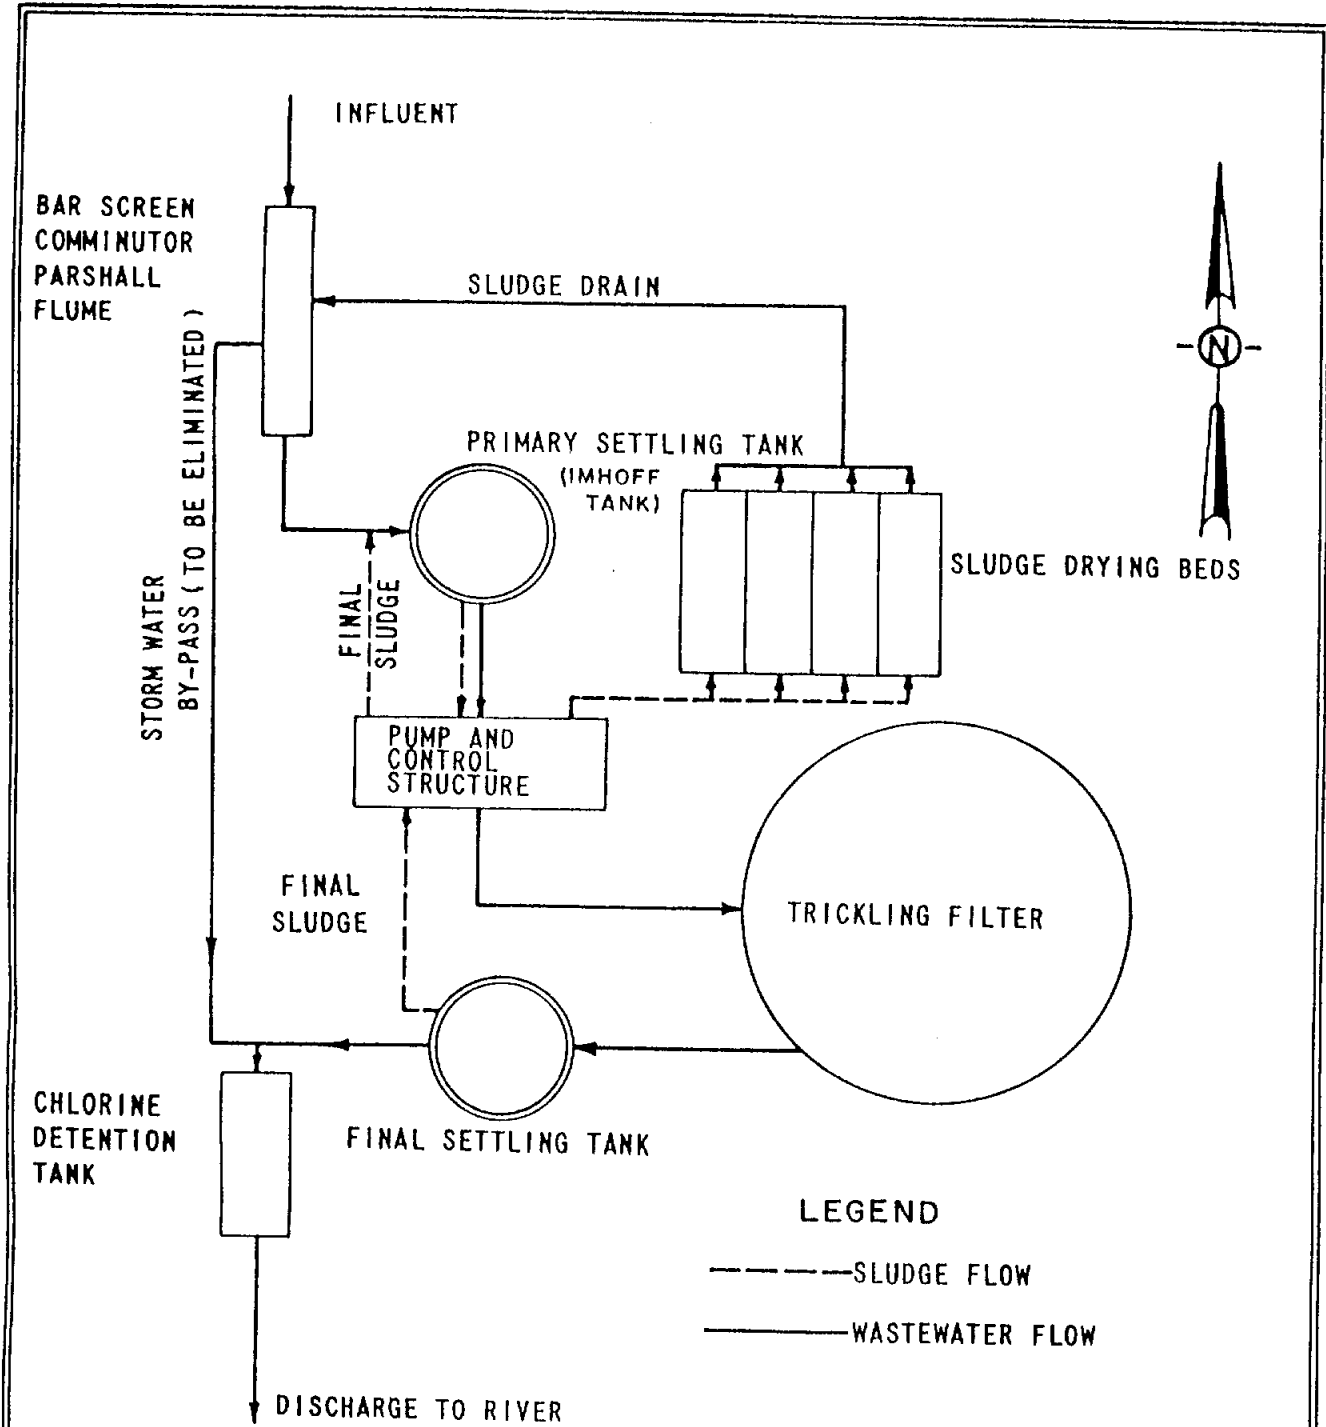 INFLUENT
BAR SCREEN
COMMINUTOR
PARSHALL
FLUME
SLUDGE DRAIN
STORM WATER
BY-PASS (TO BE ELIMINATED)
PRIMARY SETTLING TANK
(IMHOFF
TANK)
N
SLUDGE DRYING BEDS
FINAL
SLUDGE
PUMP AND
CONTROL
STRUCTURE
FINAL
SLUDGE
TRICKLING FILTER
CHLORINE
DETENTION
TANK
FINAL SETTLING TANK
LEGEND
SLUDGE FLOW
WASTEWATER FLOW
DISCHARGE TO RIVER